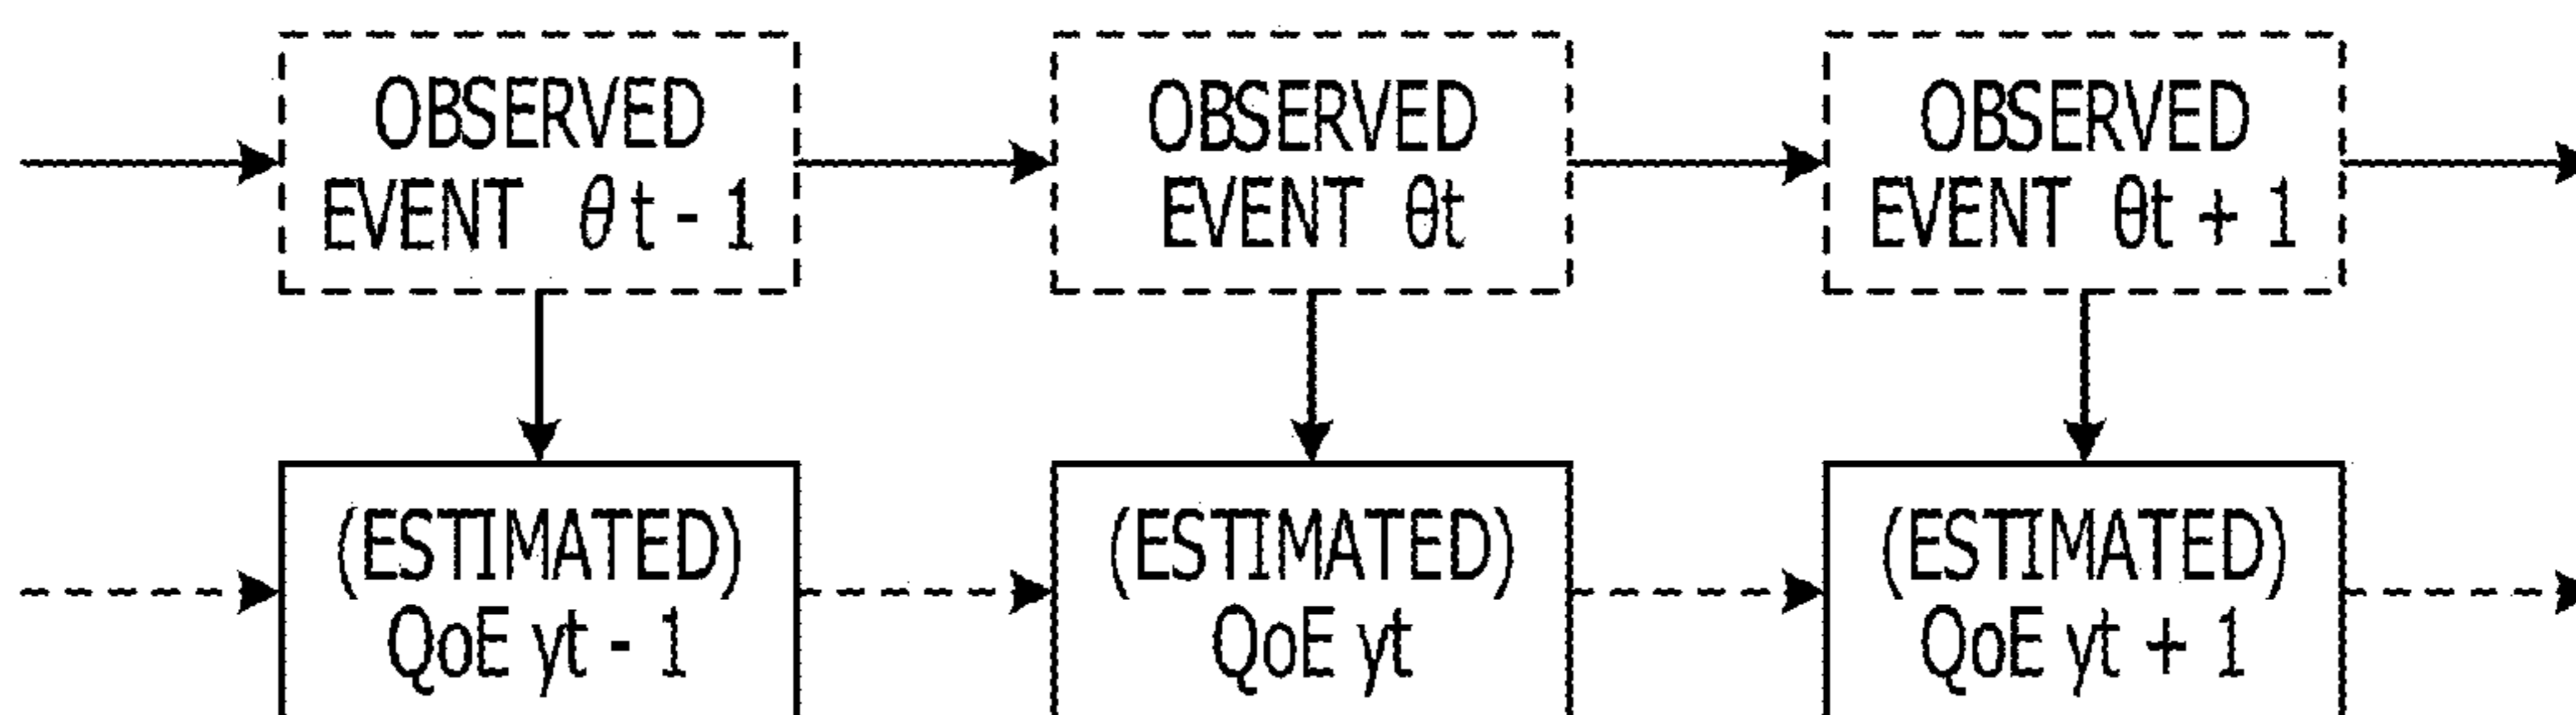 OBSERVED
EVENT θ t - 1
OBSERVED
EVENT θt
OBSERVED
EVENT θt + 1
(ESTIMATED)
QoE yt - 1
(ESTIMATED)
QoE yt
(ESTIMATED)
QoE yt + 1